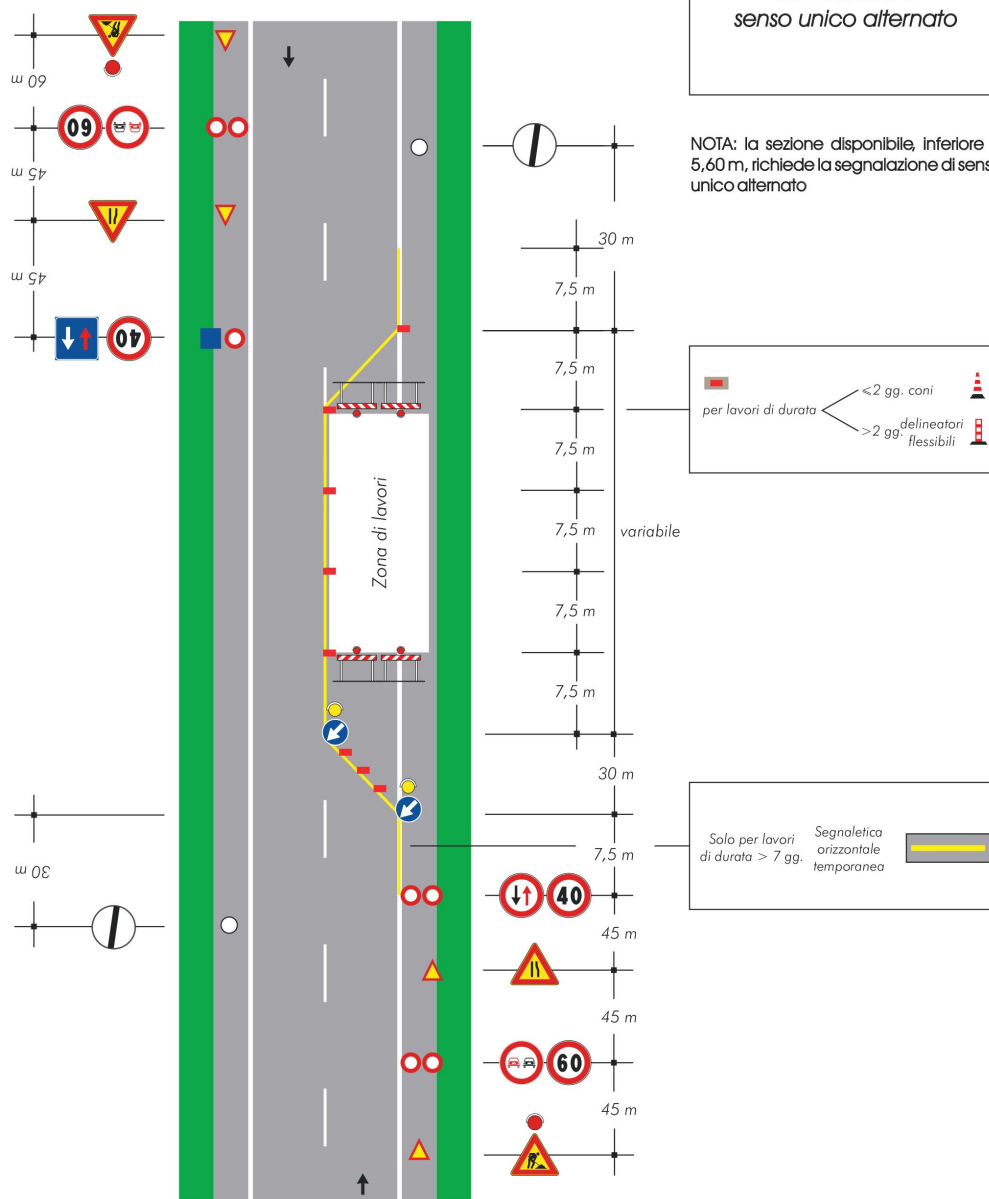 senso unico alternato
NOTA: la sezione disponibile, inferiore
5,60 m, richiede la segnalazione di sens
unico alternato
60 m
60
45 m
45 m
40
30 m
7,5 m
7,5 m
7,5 m
7,5 m
variabile
7,5 m
7,5 m
Zona di lavori
per lavori di durata
≤2 gg. coni
>2 gg. delineatori
flessibili
30 m
7,5 m
Solo per lavori
di durata > 7 gg.
Segnaletica
orizzontale
temporanea
30 m
40
45 m
45 m
60
45 m